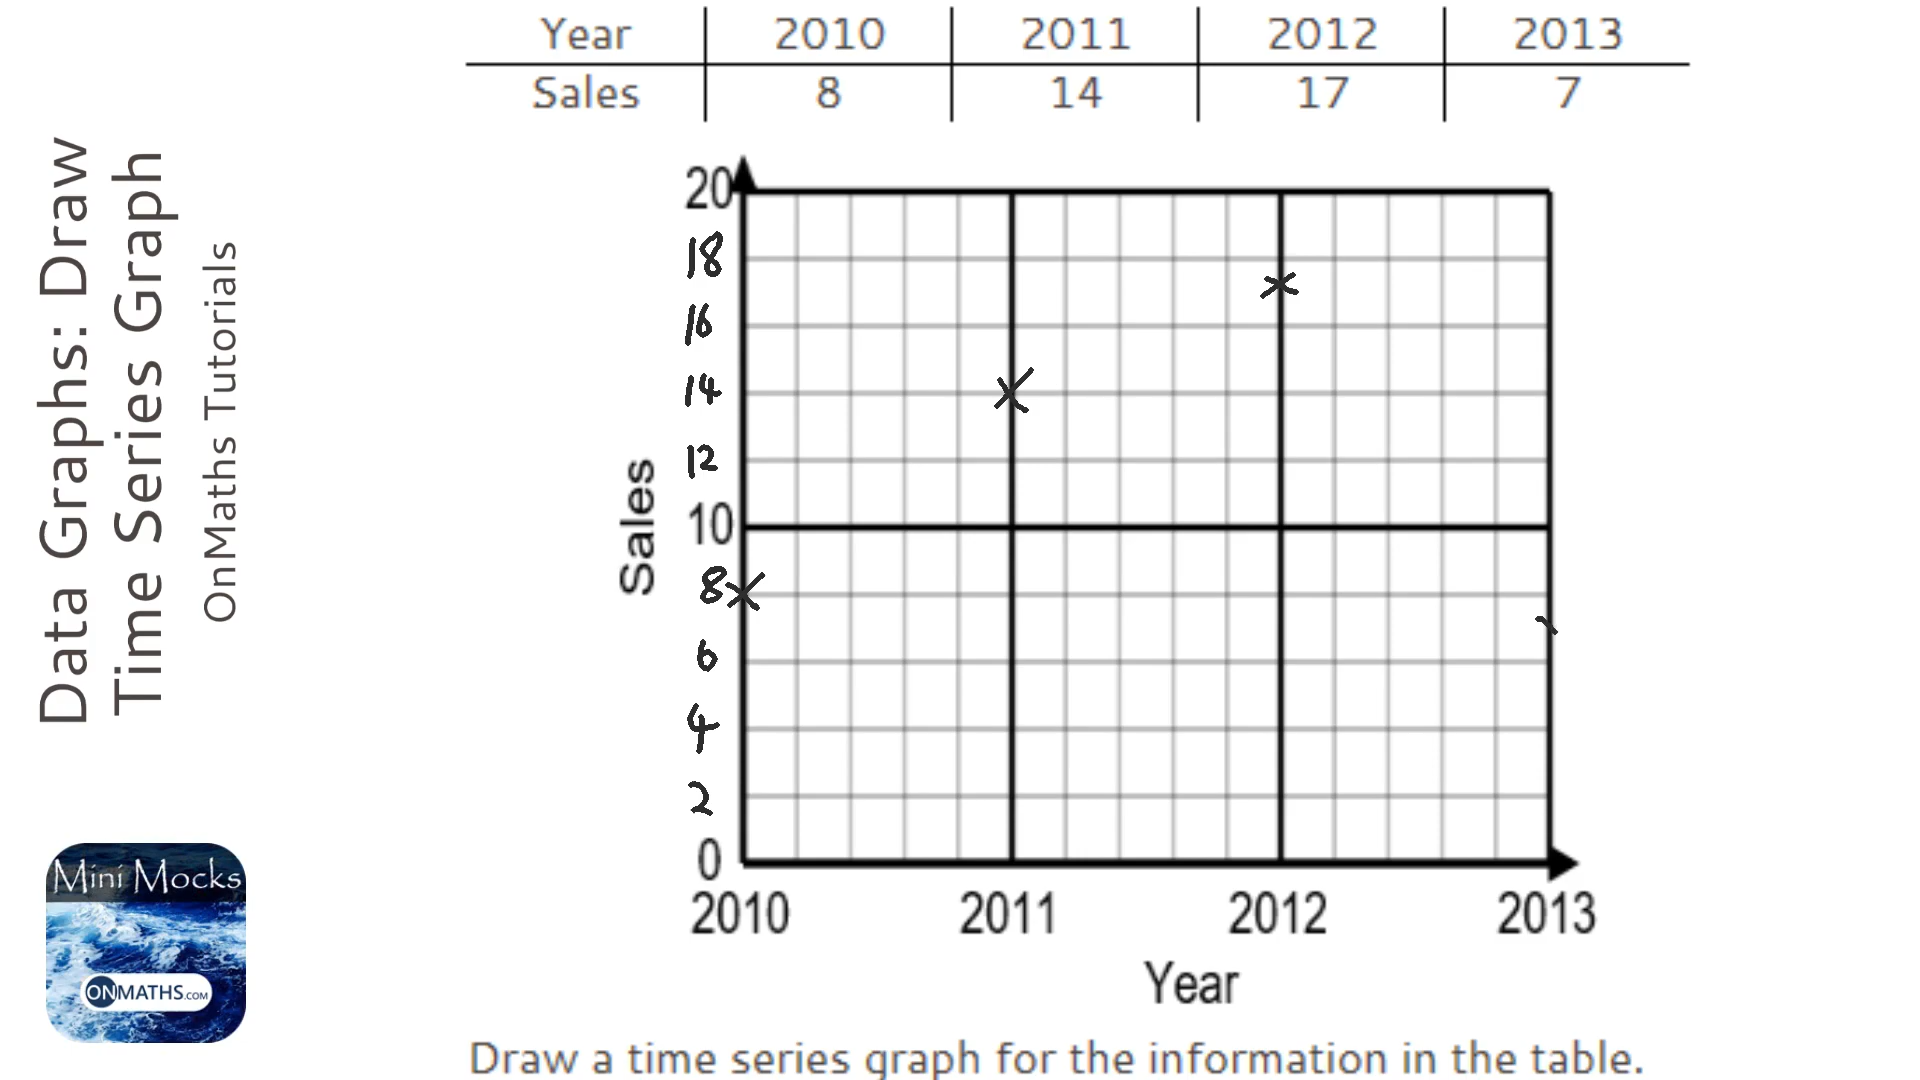 Data Graphs: Draw
Time Series Graph
OnMaths Tutorials
Mini Mocks
ONMATHS.COM
Year 2010 2011 2012 2013
Sales 8 14 17 7
20
18
16
14
12
10
8
6
4
2
0
Sales
2010 2011 2012 2013
Year
Draw a time series graph for the information in the table.